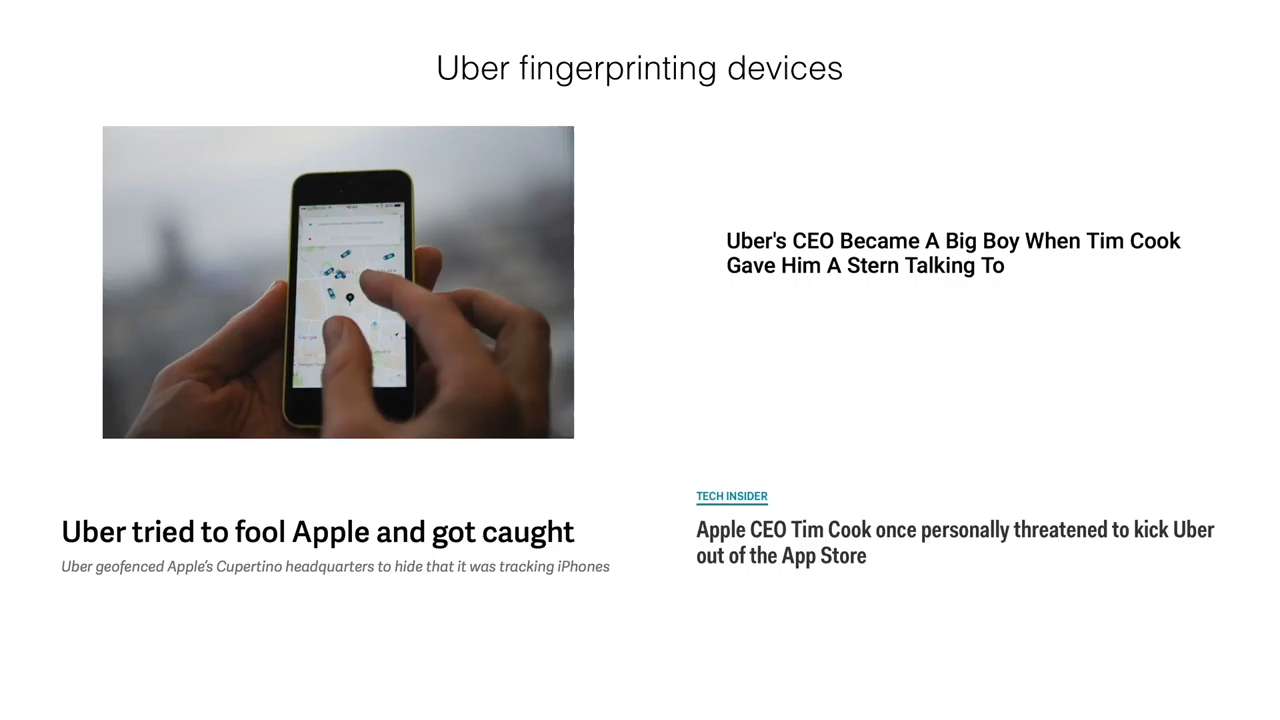 Uber fingerprinting devices
Uber's CEO Became A Big Boy When Tim Cook
Gave Him A Stern Talking To
Uber tried to fool Apple and got caught
Uber geofenced Apple's Cupertino headquarters to hide that it was tracking iPhones
TECH INSIDER
Apple CEO Tim Cook once personally threatened to kick Uber
out of the App Store